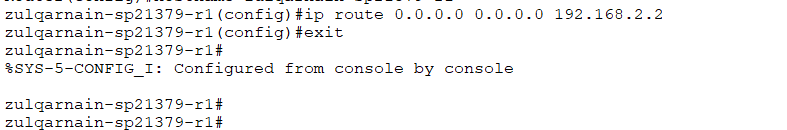 zulqarnain-sp21379-r1(config)#ip route 0.0.0.0 0.0.0.0 192.168.2.2
zulqarnain-sp21379-r1(config)#exit
zulqarnain-sp21379-r1#
%SYS-5-CONFIG_I: Configured from console by console
zulqarnain-sp21379-r1#
zulqarnain-sp21379-r1#